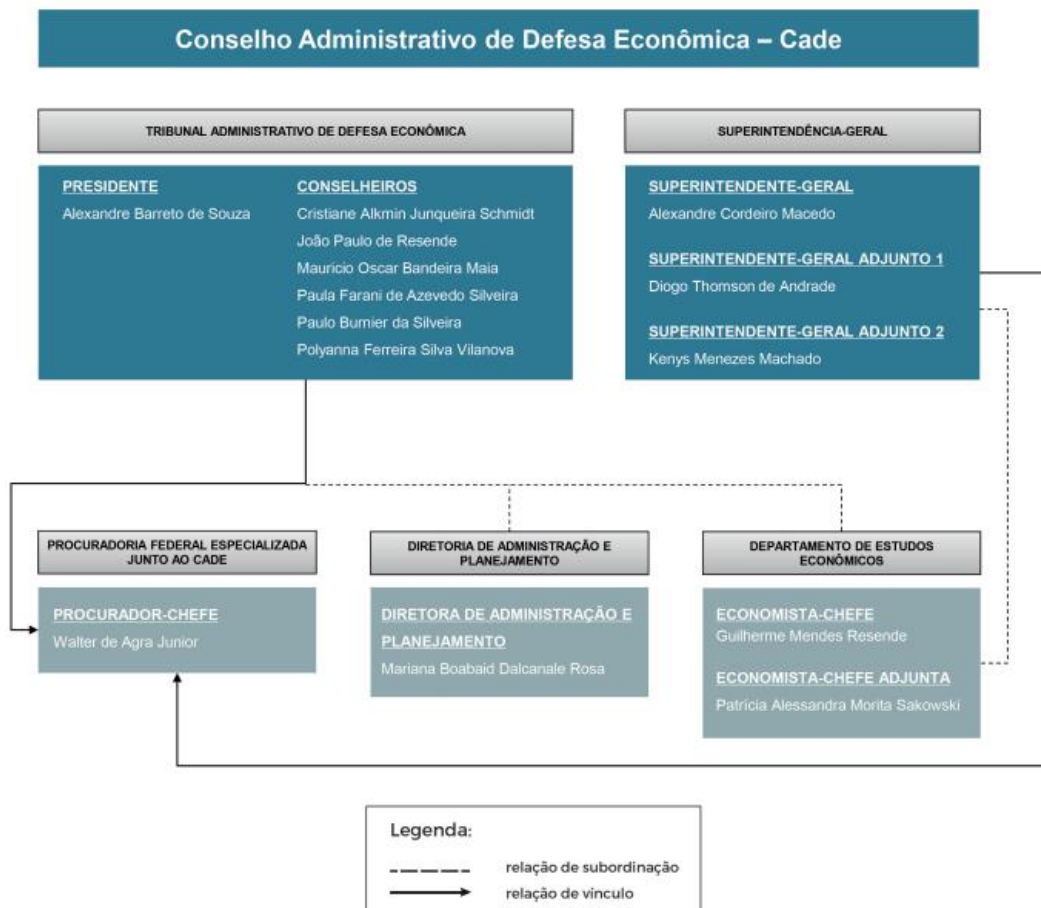 Conselho Administrativo de Defesa Econômica – Cade
TRIBUNAL ADMINISTRATIVO DE DEFESA ECONÔMICA
PRESIDENTE
Alexandre Barreto de Souza
CONSELHEIROS
Cristiane Alkmin Junqueira Schmidt
João Paulo de Resende
Mauricio Oscar Bandeira Maia
Paula Farani de Azevedo Silveira
Paulo Burnier da Silveira
Polyanna Ferreira Silva Vilanova
SUPERINTENDÊNCIA-GERAL
SUPERINTENDENTE-GERAL
Alexandre Cordeiro Macedo
SUPERINTENDENTE-GERAL ADJUNTO 1
Diogo Thomson de Andrade
SUPERINTENDENTE-GERAL ADJUNTO 2
Kenys Menezes Machado
PROCURADORIA FEDERAL ESPECIALIZADA
JUNTO AO CADE
PROCURADOR-CHEFE
Walter de Agra Junior
DIRETORIA DE ADMINISTRAÇÃO E
PLANEJAMENTO
DIRETORA DE ADMINISTRAÇÃO E
PLANEJAMENTO
Mariana Boabaid Dalcanale Rosa
DEPARTAMENTO DE ESTUDOS
ECONÔMICOS
ECONOMISTA-CHEFE
Guilherme Mendes Resende
ECONOMISTA-CHEFE ADJUNTA
Patrícia Alessandra Morita Sakowski
Legenda:
relação de subordinação
relação de vínculo